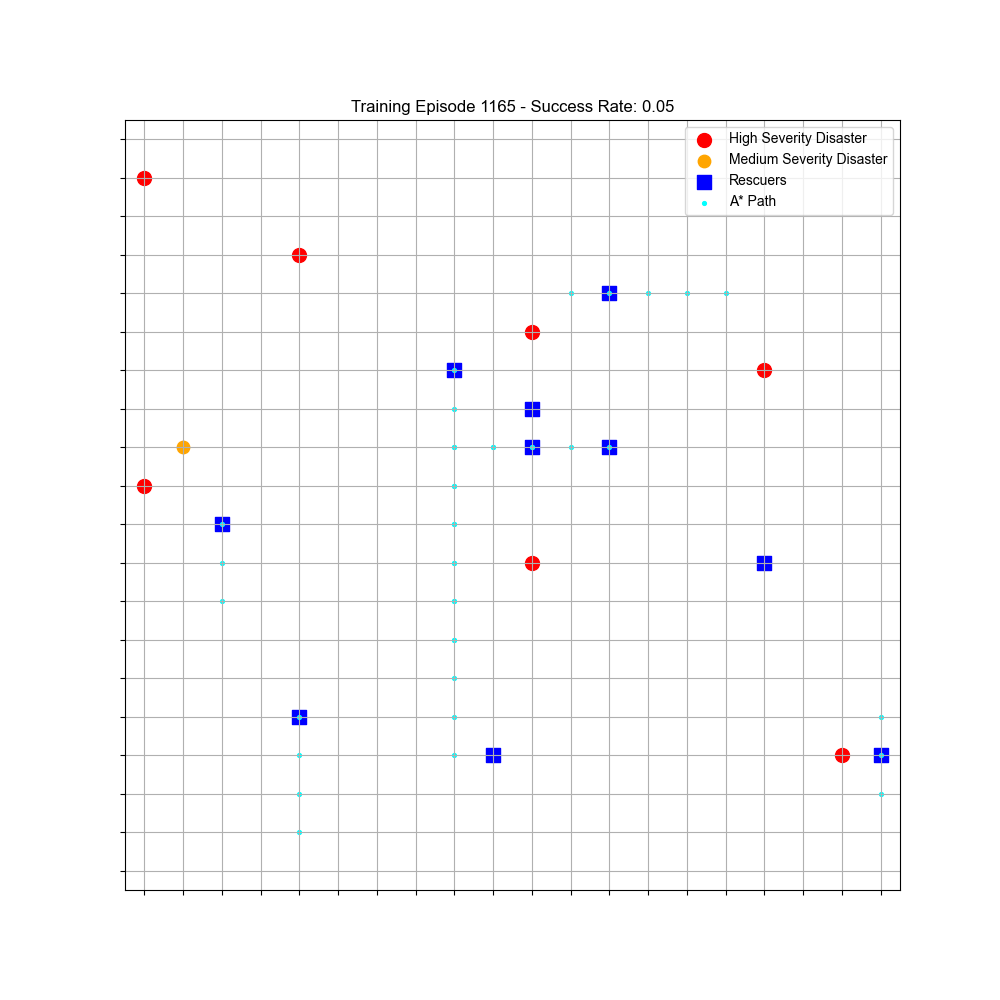 Training Episode 1165 - Success Rate: 0.05
High Severity Disaster
Medium Severity Disaster
Rescuers
A* Path